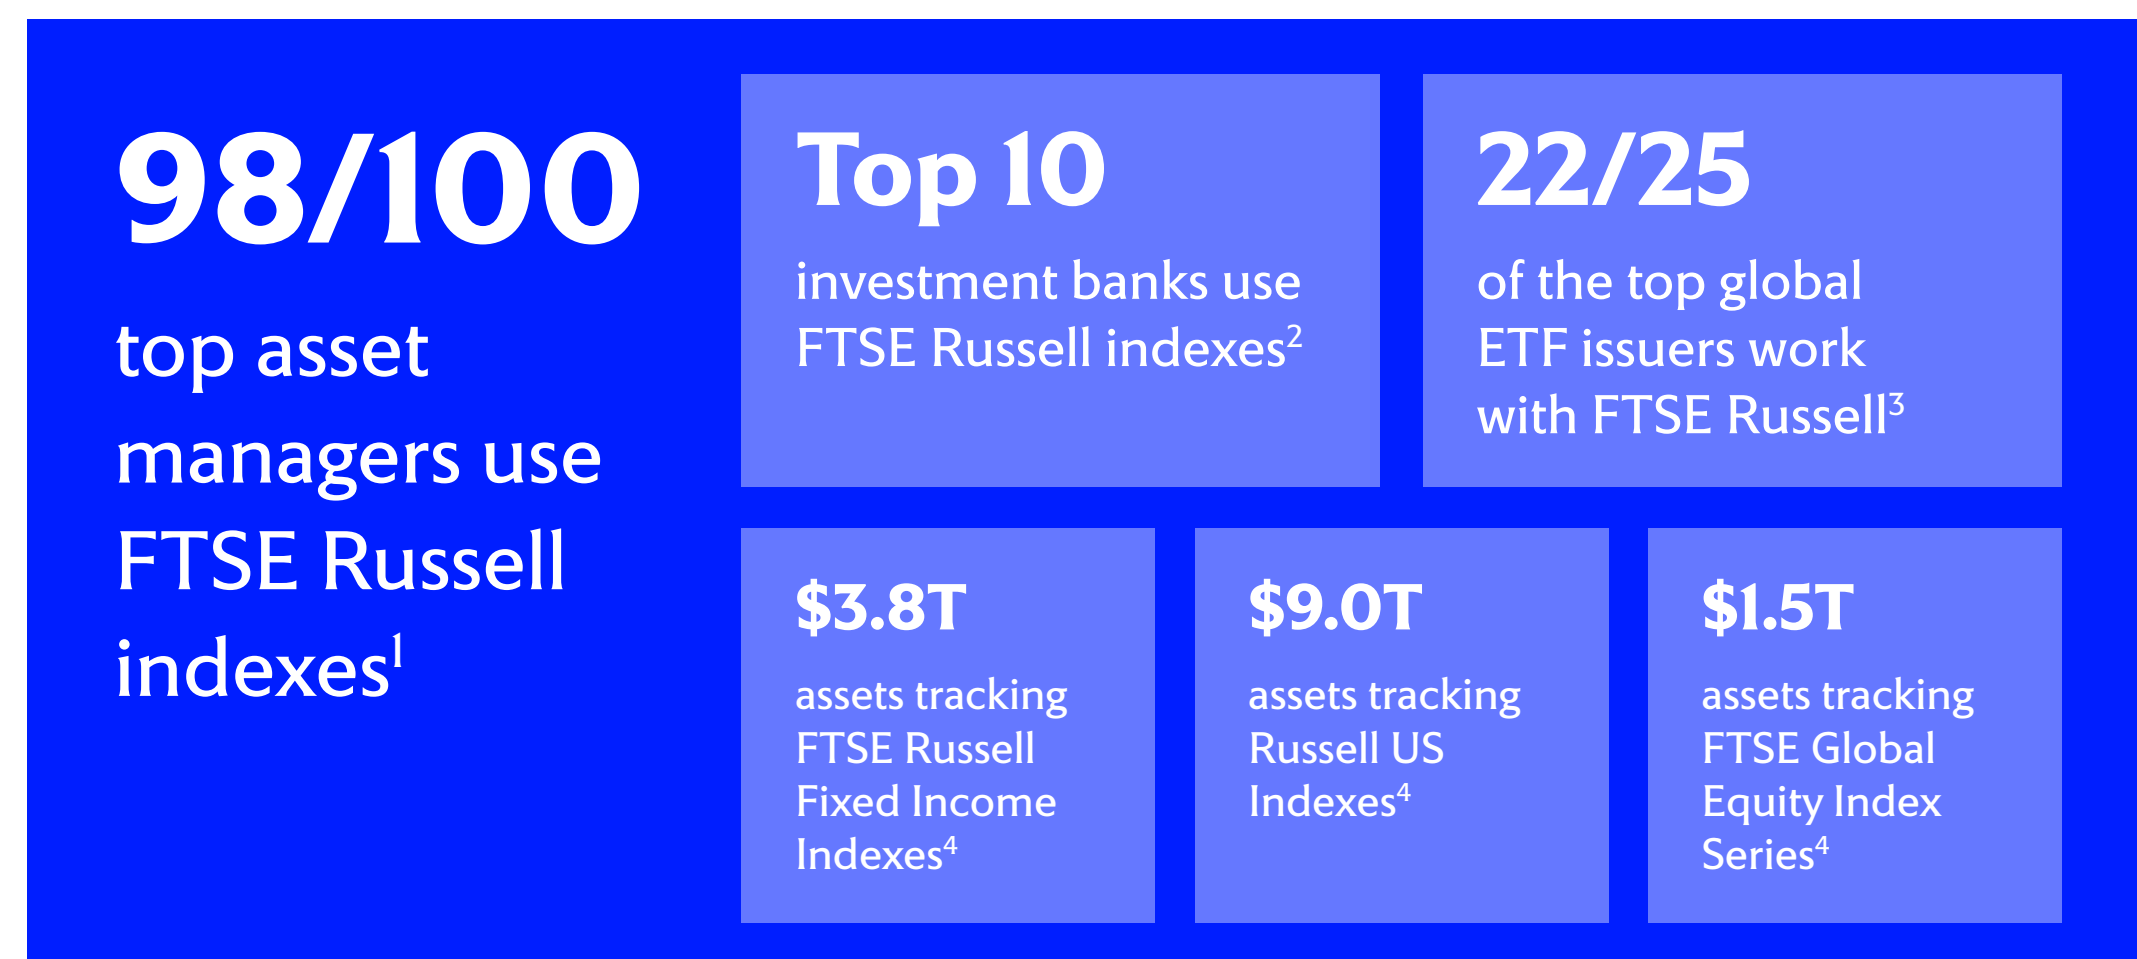 98/100
top asset
managers use
FTSE Russell
indexes¹
Top 10
investment banks use
FTSE Russell indexes²
22/25
of the top global
ETF issuers work
with FTSE Russell³
$3.8T
assets tracking
FTSE Russell
Fixed Income
Indexes⁴
$9.0T
assets tracking
Russell US
Indexes⁴
$1.5T
assets tracking
FTSE Global
Equity Index
Series⁴